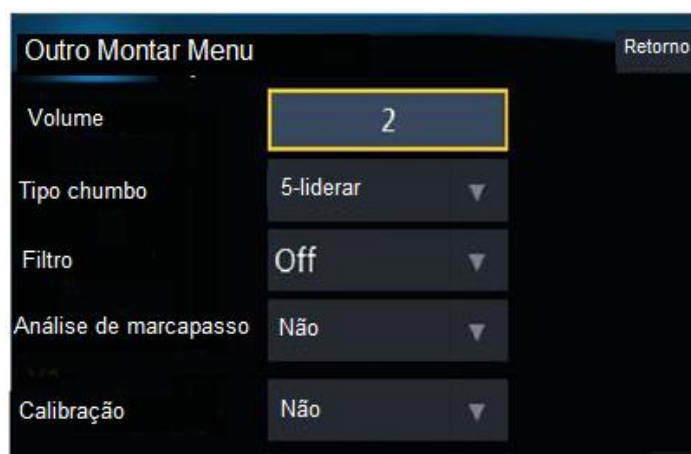 Outro Montar Menu
Retorno
Volume 2
Tipo chumbo 5-liderar
Filtro Off
Análise de marcapasso Não
Calibração Não